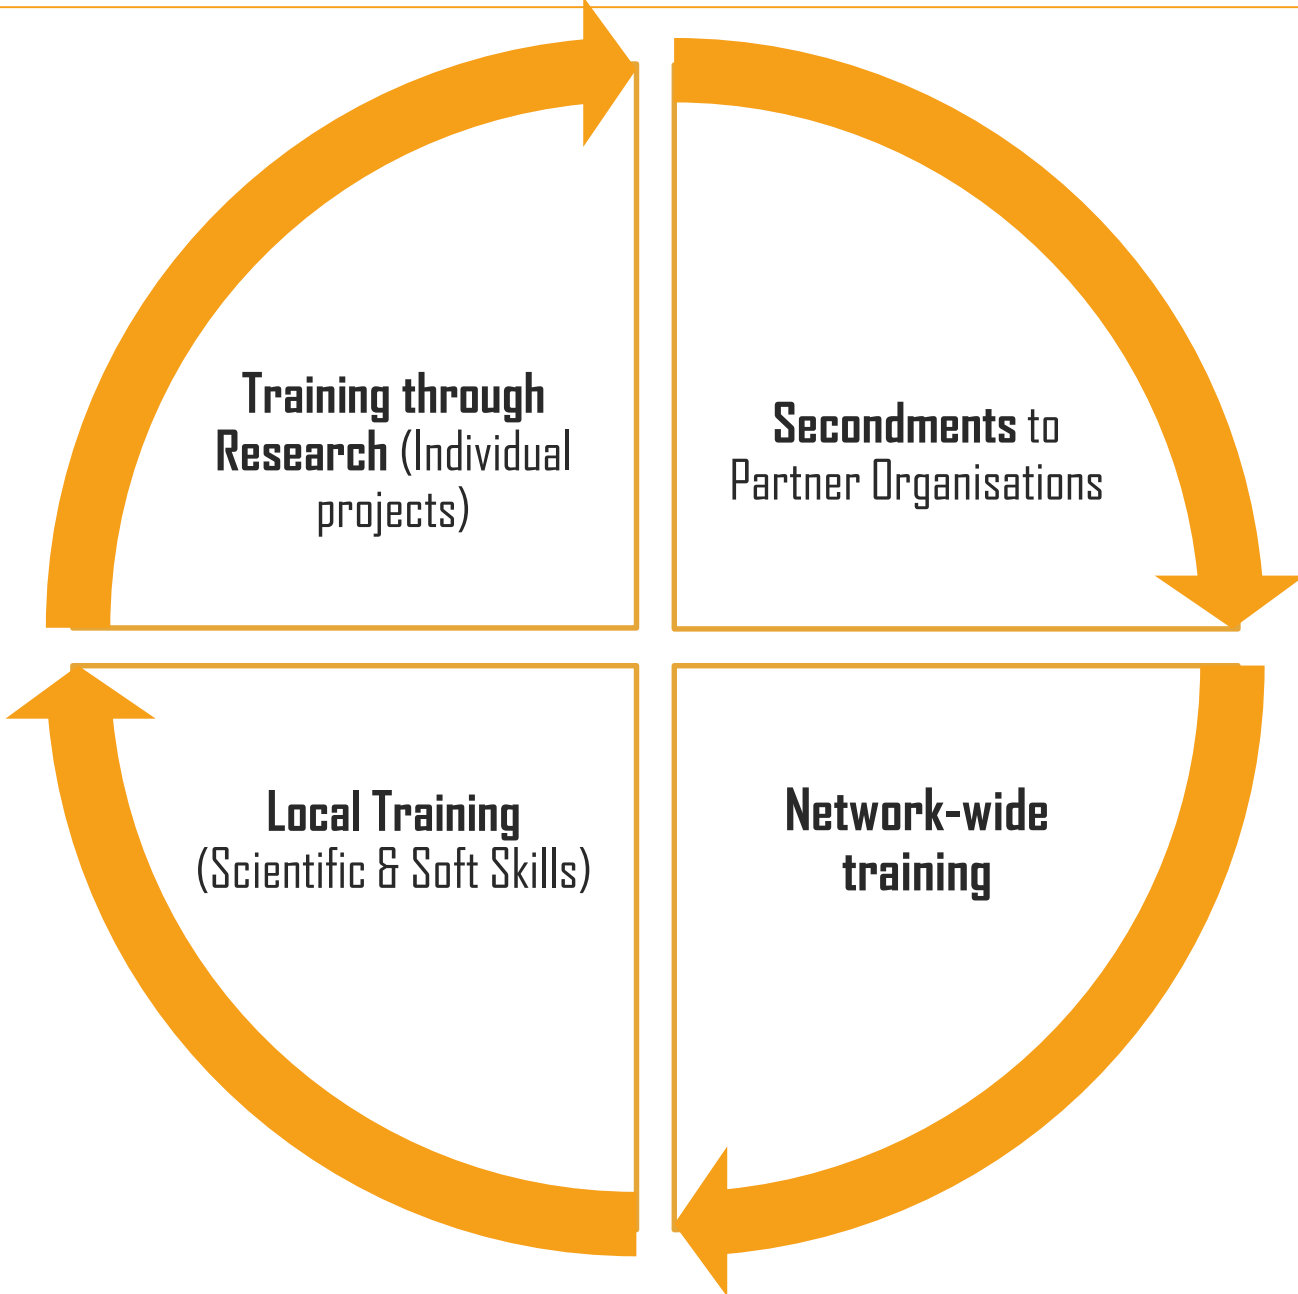 Training through
Research (Individual
projects)
Secondments to
Partner Organisations
Local Training
(Scientific & Soft Skills)
Network-wide
training